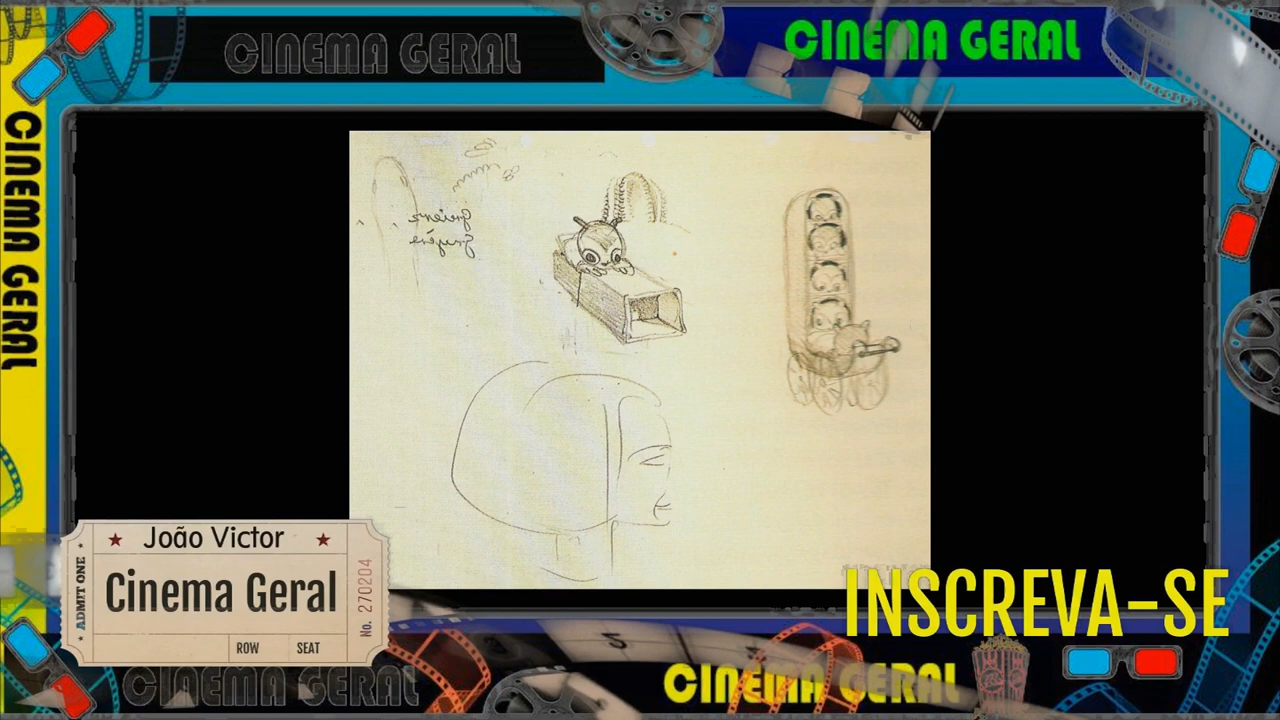 CINEMA GERAL
CINEMA GERAL
CINEMA GERAL
João Victor
ADMIT ONE
Cinema Geral
No. 270204
ROW SEAT
INSCREVA-SE
CINEMA GERAL
CINEMA GERAL